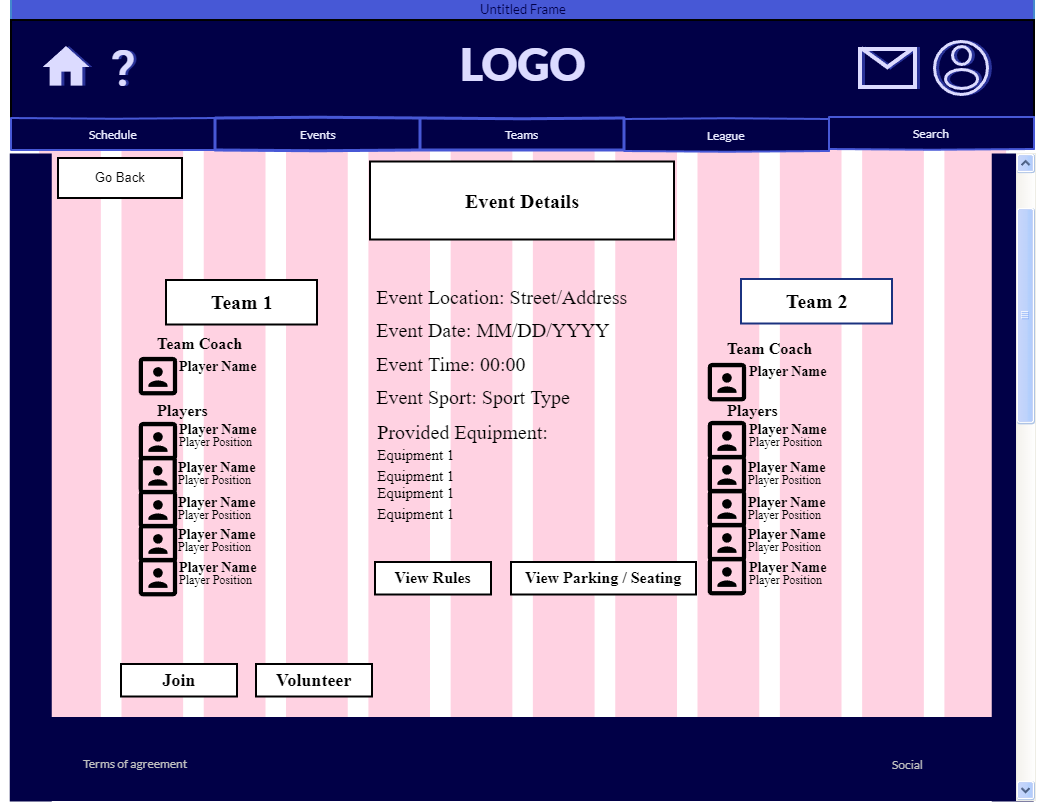 Untitled Frame
?
LOGO
Schedule
Events
Teams
League
Search
Go Back
Event Details
Team 1
Team Coach
Player Name
Players
Player Name
Player Position
Player Name
Player Position
Player Name
Player Position
Player Name
Player Position
Player Name
Player Position
Event Location: Street/Address
Event Date: MM/DD/YYYY
Event Time: 00:00
Event Sport: Sport Type
Provided Equipment:
Equipment 1
Equipment 1
Equipment 1
Equipment 1
View Rules
View Parking / Seating
Team 2
Team Coach
Player Name
Players
Player Name
Player Position
Player Name
Player Position
Player Name
Player Position
Player Name
Player Position
Player Name
Player Position
Join
Volunteer
Terms of agreement
Social